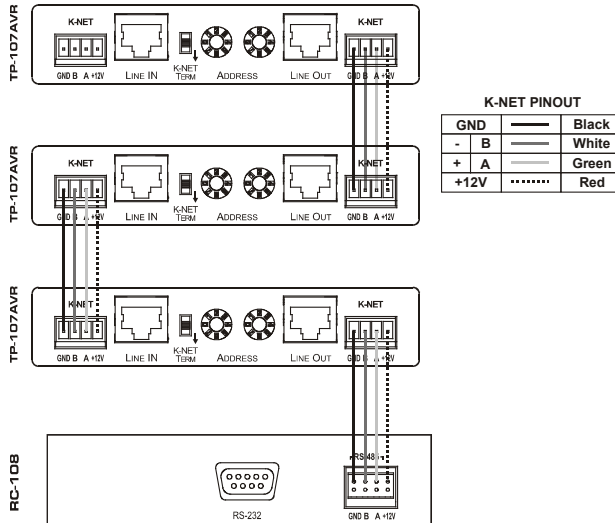 TP-107AVR
K-NET
K-NET
GND B A +12V
LINE IN
K-NET TERM
ADDRESS
LINE OUT
GND B A +12V
K-NET PINOUT
GND Black
- B White
+ A Green
+12V Red
TP-107AVR
K-NET
K-NET
GND B A +12V
LINE IN
K-NET TERM
ADDRESS
LINE OUT
GND B A +12V
TP-107AVR
K-NET
K-NET
GND B A +12V
LINE IN
K-NET TERM
ADDRESS
LINE OUT
GND B A +12V
RC-108
RS-232
RS-485
GND B A +12V